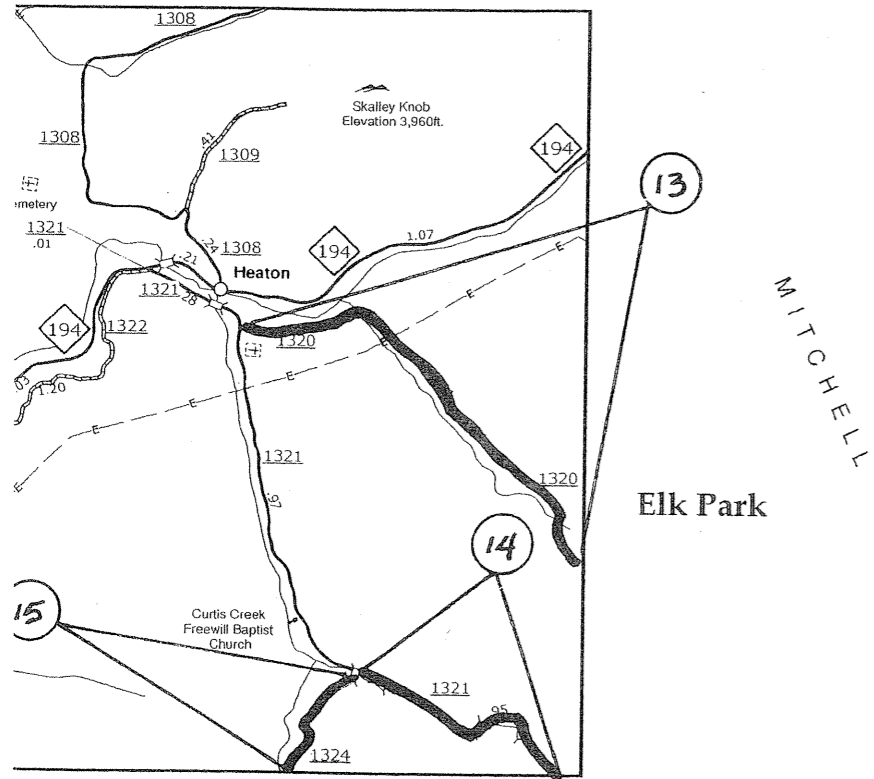 1308
Skalley Knob
Elevation 3,960ft.
1308
.41
1309
194
13
emetery
1321
.01
.24
1308
194
1.07
.21
Heaton
1321
.28
194
1322
1320
E
E
E
E
E
E
.03
1.20
MITCHELL
1321
.97
1320
Elk Park
14
15
Curtis Creek
Freewill Baptist
Church
1321
.95
1324